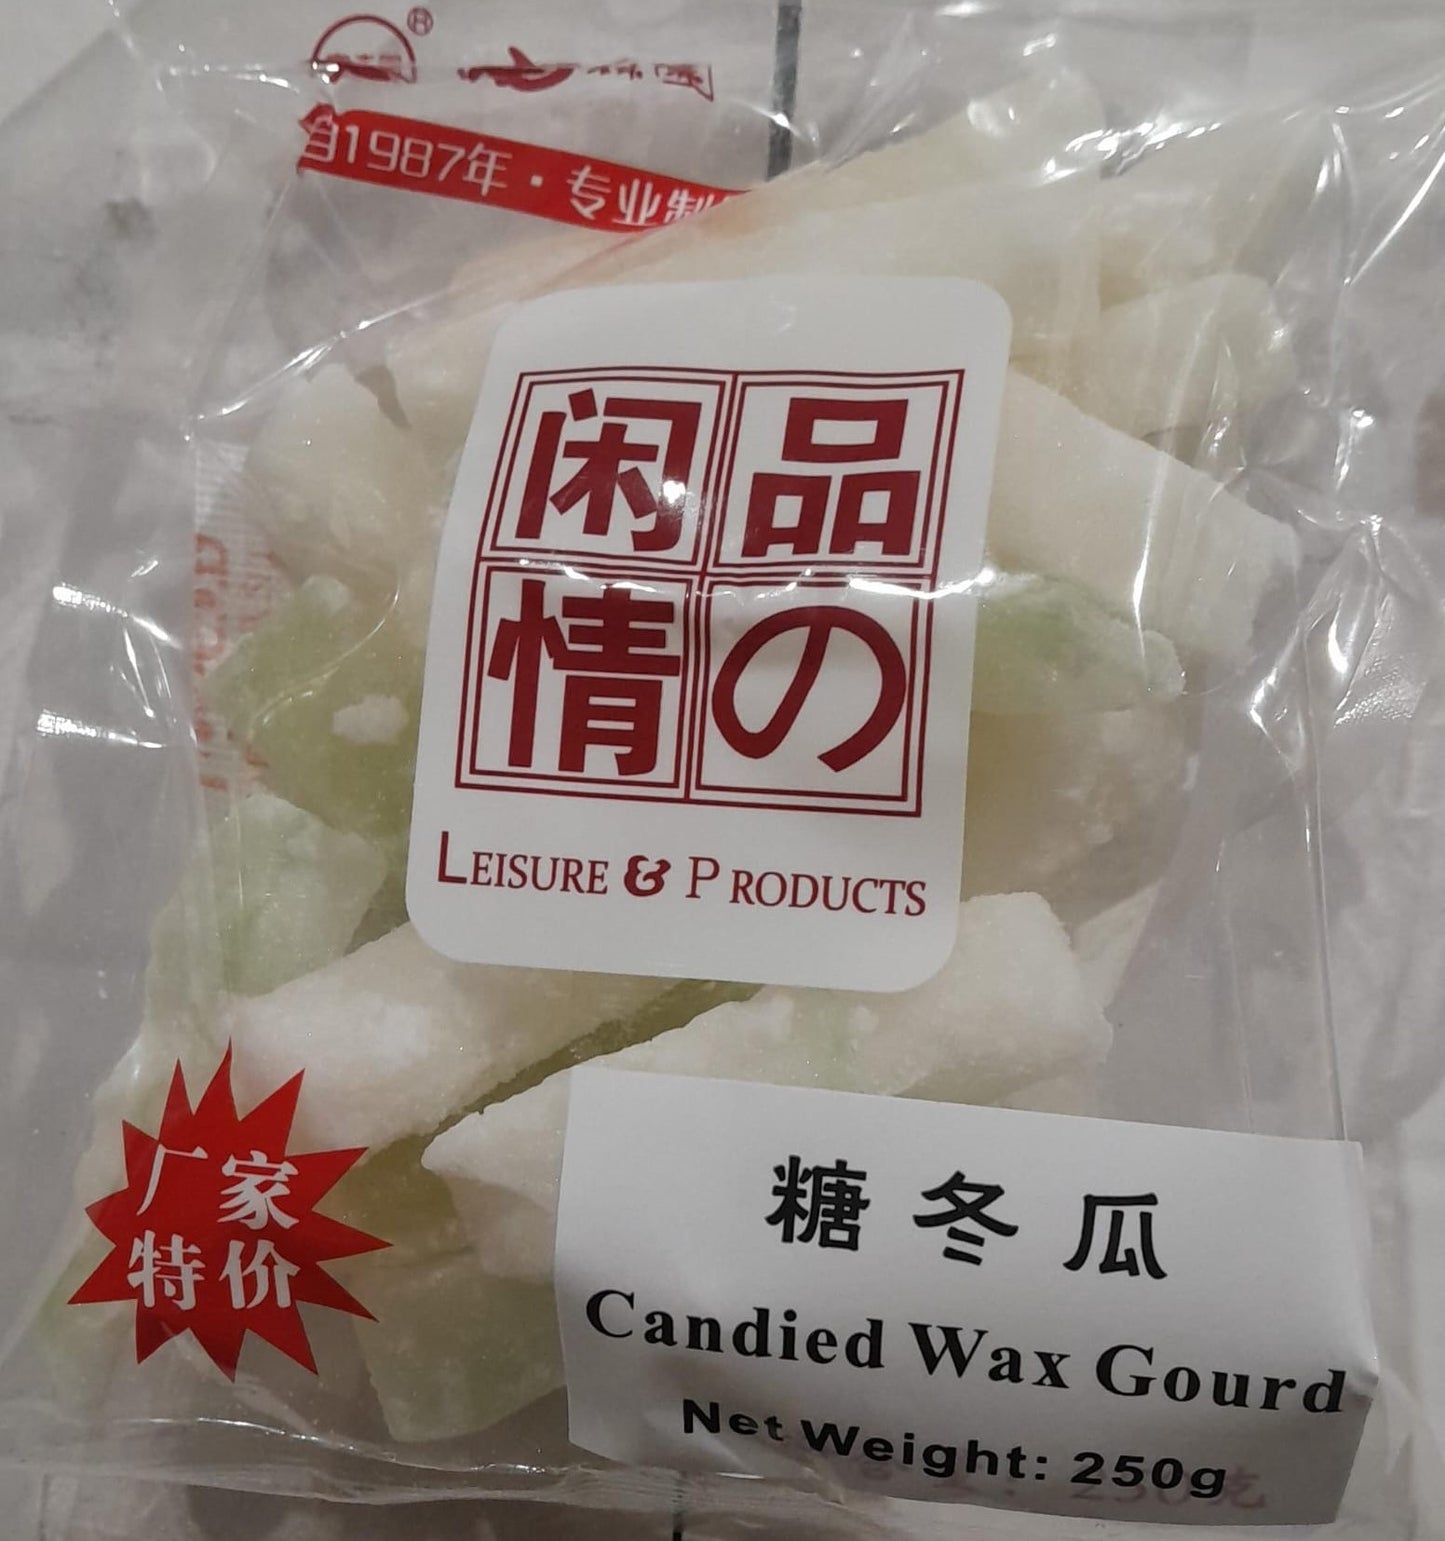 ®
自1987年·专业制
闲品
情の
LEISURE & PRODUCTS
厂家
特价
糖冬瓜
Candied Wax Gourd
Net Weight: 250g